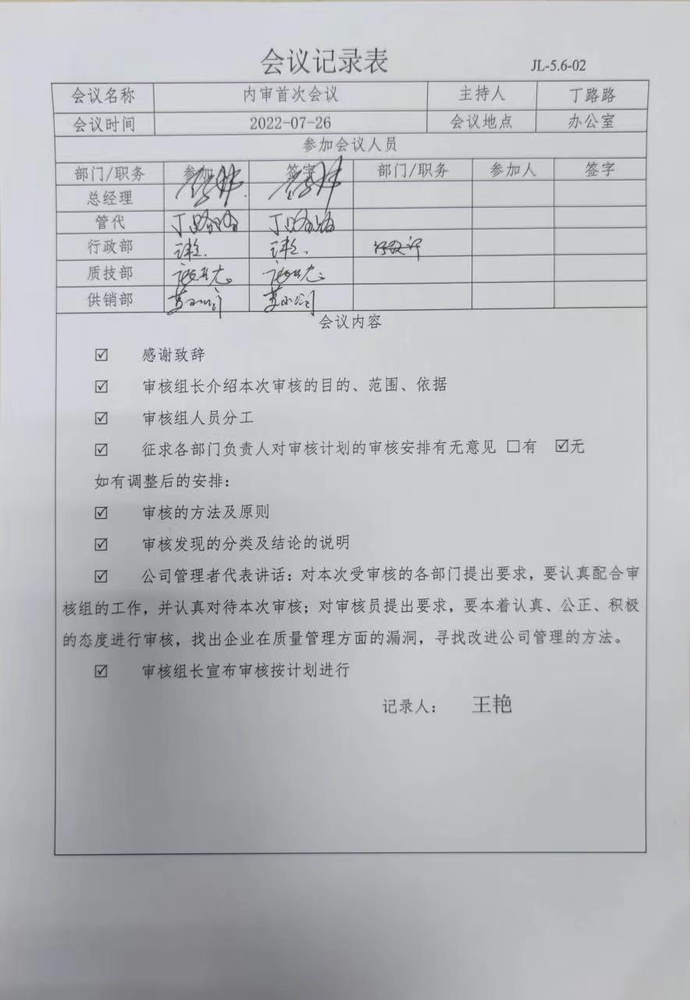 会议记录表 JL-5.6-02
会议名称 内审首次会议 主持人 丁路路
会议时间 2022-07-26 会议地点 办公室
参加会议人员
部门/职务 参加人 签字 部门/职务 参加人 签字
总经理
管代 丁路路 丁路路
行政部
质技部
供销部
会议内容
☑ 感谢致辞
☑ 审核组长介绍本次审核的目的、范围、依据
☑ 审核组人员分工
☑ 征求各部门负责人对审核计划的审核安排有无意见 □有 ☑无
如有调整后的安排：
☑ 审核的方法及原则
☑ 审核发现的分类及结论的说明
☑ 公司管理者代表讲话：对本次受审核的各部门提出要求，要认真配合审
核组的工作，并认真对待本次审核；对审核员提出要求，要本着认真、公正、积极
的态度进行审核，找出企业在质量管理方面的漏洞，寻找改进公司管理的方法。
☑ 审核组长宣布审核按计划进行
记录人： 王艳